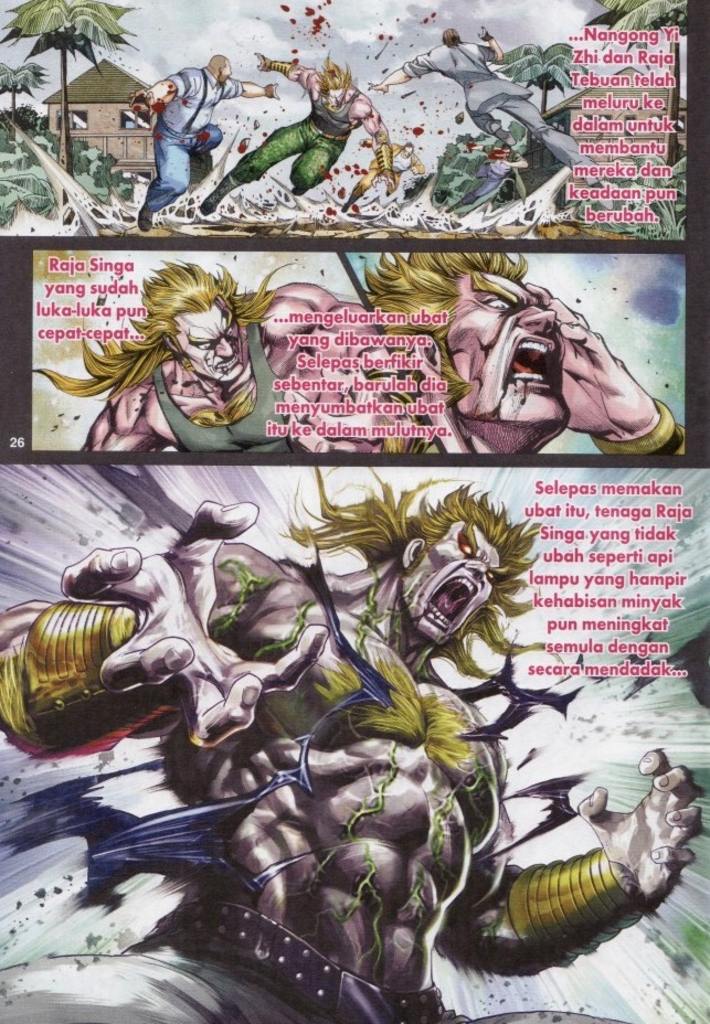 ...Nangong Yi
Zhi dan Raja
Tebuan telah
meluru ke
dalam untuk
membantu
mereka dan
keadaan pun
berubah.
Raja Singa
yang sudah
luka-luka pun
cepat-cepat...
...mengeluarkan ubat
yang dibawanya.
Selepas berfikir
sebentar, barulah dia
menyumbatkan ubat
itu ke dalam mulutnya.
26
Selepas memakan
ubat itu, tenaga Raja
Singa yang tidak
ubah seperti api
lampu yang hampir
kehabisan minyak
pun meningkat
semula dengan
secara mendadak...